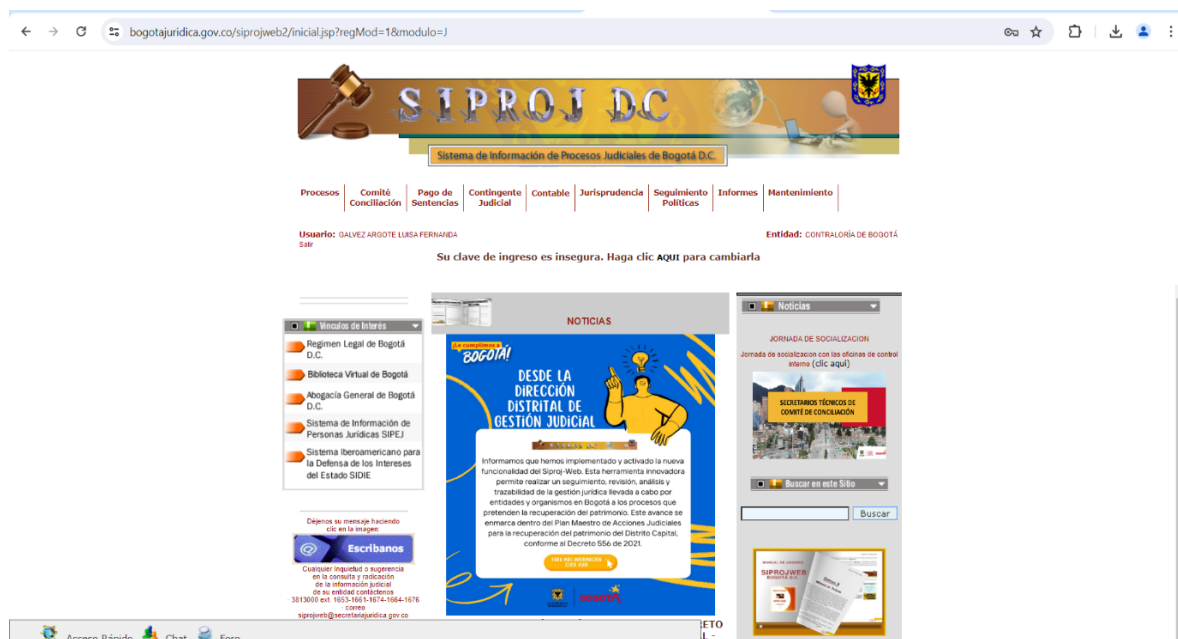 bogotajuridica.gov.co/siprojweb2/inicial.jsp?regMod=1&modulo=J
SIPROJ DC
Sistema de Información de Procesos Judiciales de Bogotá D.C.
Procesos
Comité
Conciliación
Pago de
Sentencias
Contingente
Judicial
Contable
Jurisprudencia
Seguimiento
Políticas
Informes
Mantenimiento
Usuario: GALVEZ ARGOTE LUISA FERNANDA
Salir
Entidad: CONTRALORÍA DE BOGOTÁ
Su clave de ingreso es insegura. Haga clic AQUI para cambiarla
Vinculos de Interés
Regimen Legal de Bogotá
D.C.
Biblioteca Virtual de Bogotá
Abogacía General de Bogotá
D.C.
Sistema de Información de
Personas Jurídicas SIPEJ
Sistema Iberoamericano para
la Defensa de los Intereses
del Estado SIDIE
Déjenos su mensaje haciendo
clic en la imagen:
@ Escribanos
Cualquier Inquietud o sugerencia
en la consulta y radicación
de la información judicial
de su entidad contáctenos
3813000 ext. 1653-1661-1674-1664-1676
correo
siprojweb@secretariajuridica.gov.co
NOTICIAS
¡Le cumplimos a
BOGOTÁ!
DESDE LA
DIRECCIÓN
DISTRITAL DE
GESTIÓN JUDICIAL
Informamos que hemos implementado y activado la nueva
funcionalidad del Siproj-Web. Esta herramienta innovadora
permite realizar un seguimiento, revisión, análisis y
trazabilidad de la gestión jurídica llevada a cabo por
entidades y organismos en Bogotá a los procesos que
pretenden la recuperación del patrimonio. Este avance se
enmarca dentro del Plan Maestro de Acciones Judiciales
para la recuperación del patrimonio del Distrito Capital,
conforme al Decreto 556 de 2021.
PARA MÁS INFORMACIÓN
CLICK AQUÍ
BOGOTÁ
Noticias
JORNADA DE SOCIALIZACION
Jornada de socializacion con las oficinas de control
interno (clic aqui)
SECRETARIOS TÉCNICOS DE
COMITÉ DE CONCILIACIÓN
Buscar en este Sitio
Buscar
SIPROJWEB
BOGOTÁ D.C.
Acceso Rápido
Chat
Foro